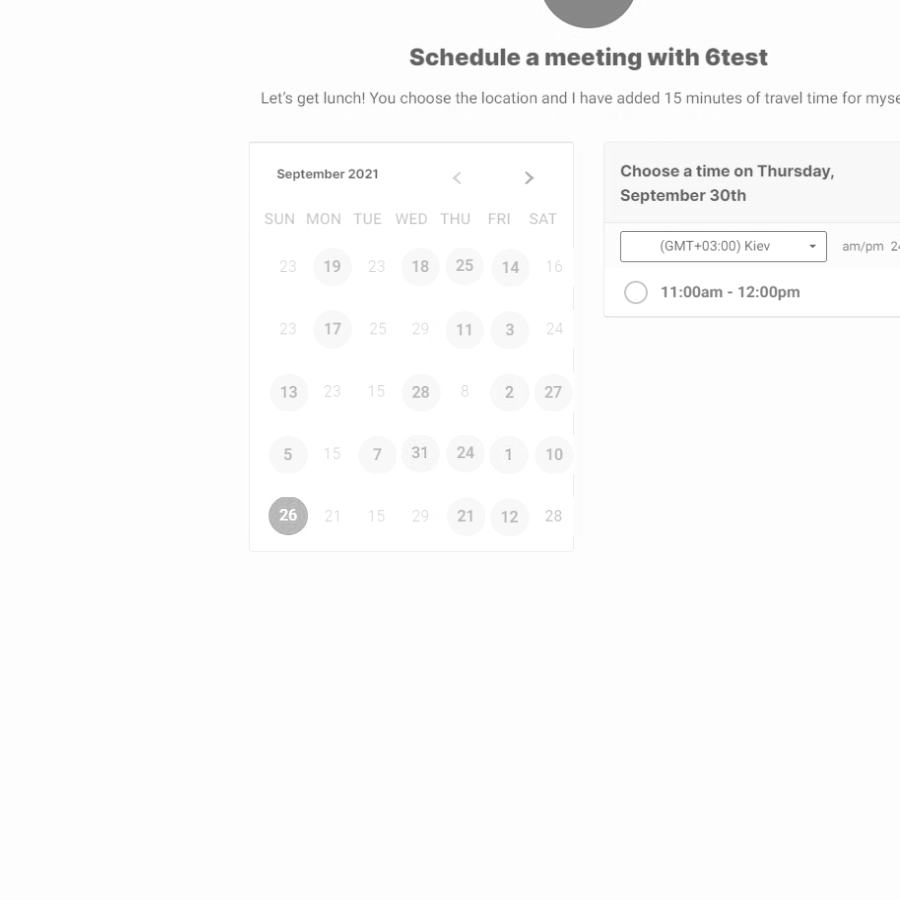 Schedule a meeting with 6test
Let's get lunch! You choose the location and I have added 15 minutes of travel time for myse
September 2021
SUN MON TUE WED THU FRI SAT
23 19 23 18 25 14 16
23 17 25 29 11 3 24
13 23 15 28 8 2 27
5 15 7 31 24 1 10
26 21 15 29 21 12 28
Choose a time on Thursday,
September 30th
(GMT+03:00) Kiev
am/pm 24
11:00am - 12:00pm